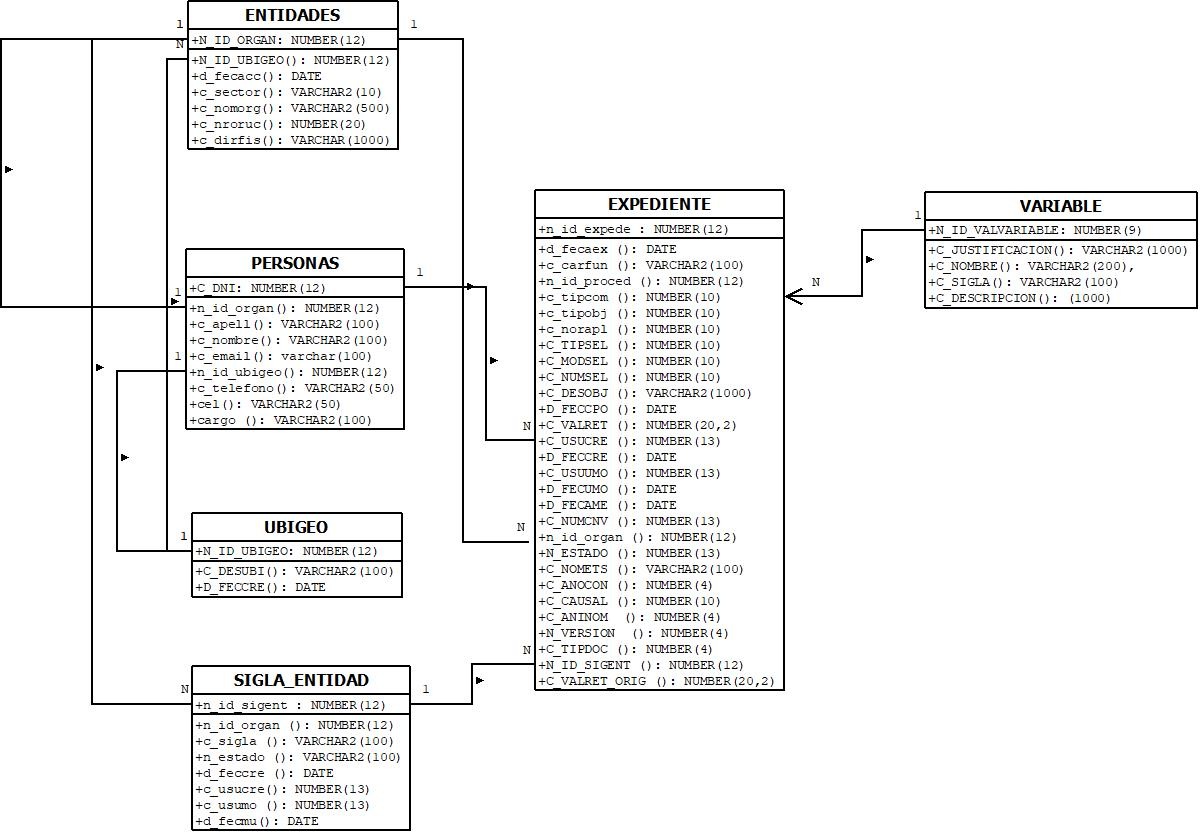 ENTIDADES
+N_ID_ORGAN: NUMBER(12)
+N_ID_UBIGEO(): NUMBER(12)
+d_fecacc(): DATE
+c_sector(): VARCHAR2(10)
+c_nomorg(): VARCHAR2(500)
+c_nroruc(): NUMBER(20)
+c_dirfis(): VARCHAR(1000)
1
N
1
PERSONAS
+C_DNI: NUMBER(12)
+n_id_organ(): NUMBER(12)
+c_apell(): VARCHAR2(100)
+c_nombre(): VARCHAR2(100)
+c_email(): varchar(100)
+n_id_ubigeo(): NUMBER(12)
+c_telefono(): VARCHAR2(50)
+cel(): VARCHAR2(50)
+cargo (): VARCHAR2(100)
1
1
1
UBIGEO
+N_ID_UBIGEO: NUMBER(12)
+C_DESUBI(): VARCHAR2(100)
+D_FECCRE(): DATE
1
SIGLA_ENTIDAD
+n_id_sigent : NUMBER(12)
+n_id_organ (): NUMBER(12)
+c_sigla (): VARCHAR2(100)
+n_estado (): VARCHAR2(100)
+d_feccre (): DATE
+c_usucre(): NUMBER(13)
+c_usumo (): NUMBER(13)
+d_fecmu(): DATE
N
1
EXPEDIENTE
+n_id_expede : NUMBER(12)
+d_fecaex (): DATE
+c_carfun (): VARCHAR2(100)
+n_id_proced (): NUMBER(12)
+c_tipcom (): NUMBER(10)
+c_tipobj (): NUMBER(10)
+c_norapl (): NUMBER(10)
+C_TIPSEL (): NUMBER(10)
+C_MODSEL (): NUMBER(10)
+C_NUMSEL (): NUMBER(10)
+C_DESOBJ (): VARCHAR2(1000)
+D_FECCPO (): DATE
+C_VALRET (): NUMBER(20,2)
+C_USUCRE (): NUMBER(13)
+D_FECCRE (): DATE
+C_USUUMO (): NUMBER(13)
+D_FECUMO (): DATE
+D_FECAME (): DATE
+C_NUMCNV (): NUMBER(13)
+n_id_organ (): NUMBER(12)
+N_ESTADO (): NUMBER(13)
+C_NOMETS (): VARCHAR2(100)
+C_ANOCON (): NUMBER(4)
+C_CAUSAL (): NUMBER(10)
+C_ANINOM  (): NUMBER(4)
+N_VERSION  (): NUMBER(4)
+C_TIPDOC (): NUMBER(4)
+N_ID_SIGENT (): NUMBER(12)
+C_VALRET_ORIG (): NUMBER(20,2)
N
N
N
N
VARIABLE
+N_ID_VALVARIABLE: NUMBER(9)
+C_JUSTIFICACION(): VARCHAR2(1000)
+C_NOMBRE(): VARCHAR2(200),
+C_SIGLA(): VARCHAR2(100)
+C_DESCRIPCION(): (1000)
1